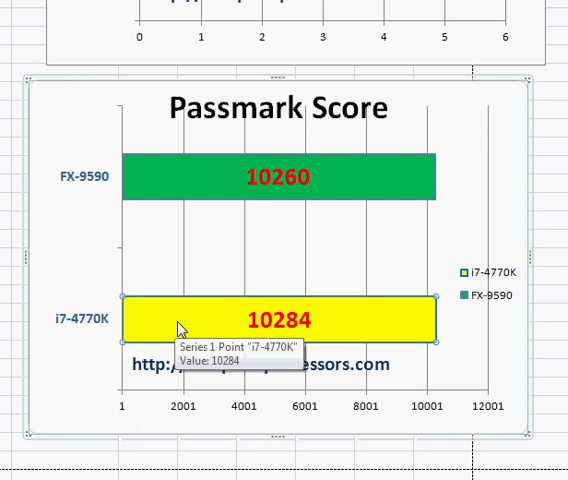 0 1 2 3 4 5 6
Passmark Score
FX-9590
10260
i7-4770K
FX-9590
i7-4770K
10284
Series 1 Point "i7-4770K"
Value: 10284
http:/
essors.com
1 2001 4001 6001 8001 10001 12001